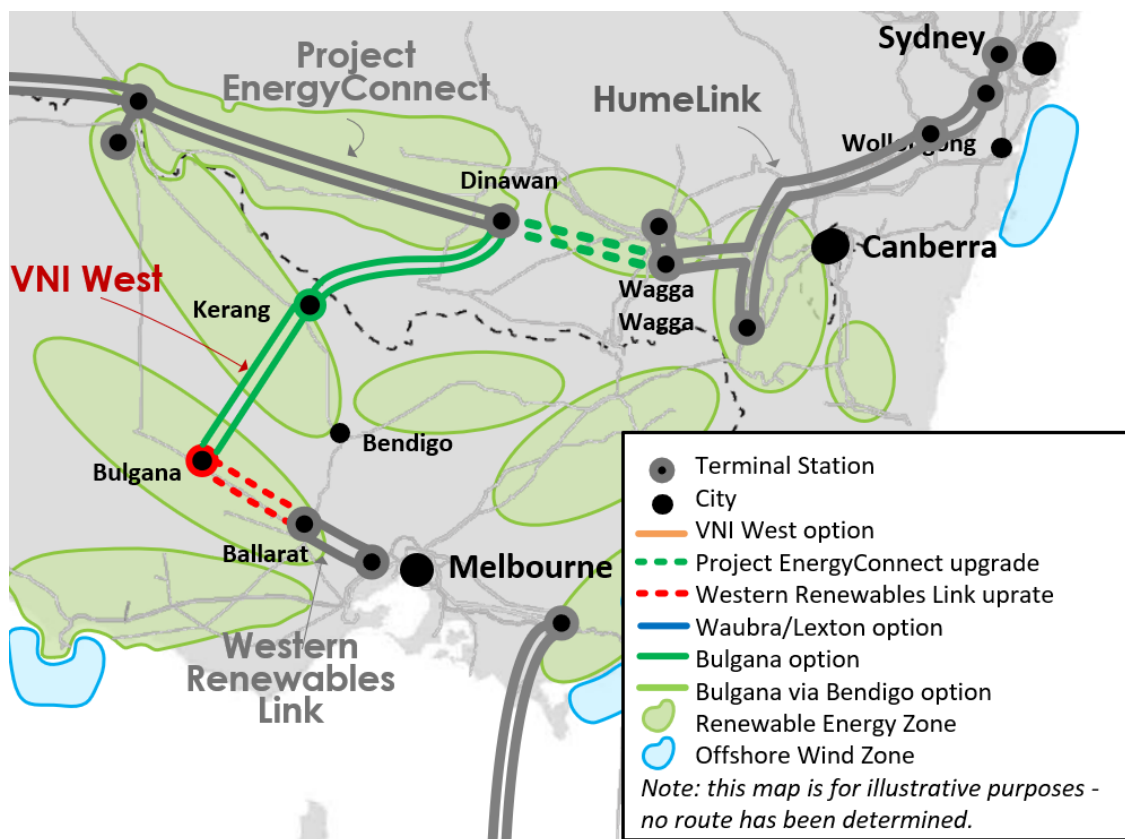 Sydney
Project
EnergyConnect
HumeLink
Wollongong
Dinawan
Canberra
VNI West
Kerang
Wagga
Wagga
Bendigo
Bulgana
Ballarat
Melbourne
Western
Renewables
Link
Terminal Station
City
VNI West option
Project EnergyConnect upgrade
Western Renewables Link uprate
Waubra/Lexton option
Bulgana option
Bulgana via Bendigo option
Renewable Energy Zone
Offshore Wind Zone
Note: this map is for illustrative purposes -
no route has been determined.